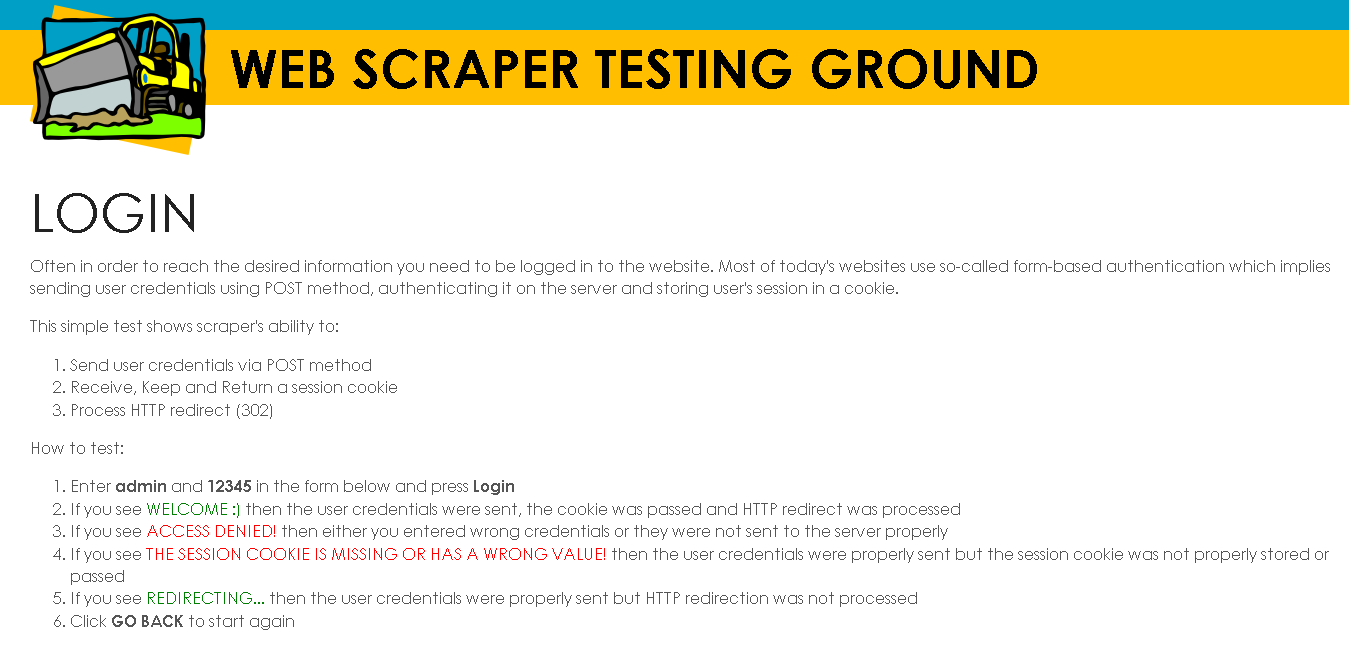 WEB SCRAPER TESTING GROUND
LOGIN
Often in order to reach the desired information you need to be logged in to the website. Most of today's websites use so-called form-based authentication which implies
sending user credentials using POST method, authenticating it on the server and storing user's session in a cookie.
This simple test shows scraper's ability to:
1. Send user credentials via POST method
2. Receive, Keep and Return a session cookie
3. Process HTTP redirect (302)
How to test:
1. Enter admin and 12345 in the form below and press Login
2. If you see WELCOME :) then the user credentials were sent, the cookie was passed and HTTP redirect was processed
3. If you see ACCESS DENIED! then either you entered wrong credentials or they were not sent to the server properly
4. If you see THE SESSION COOKIE IS MISSING OR HAS A WRONG VALUE! then the user credentials were properly sent but the session cookie was not properly stored or
passed
5. If you see REDIRECTING... then the user credentials were properly sent but HTTP redirection was not processed
6. Click GO BACK to start again